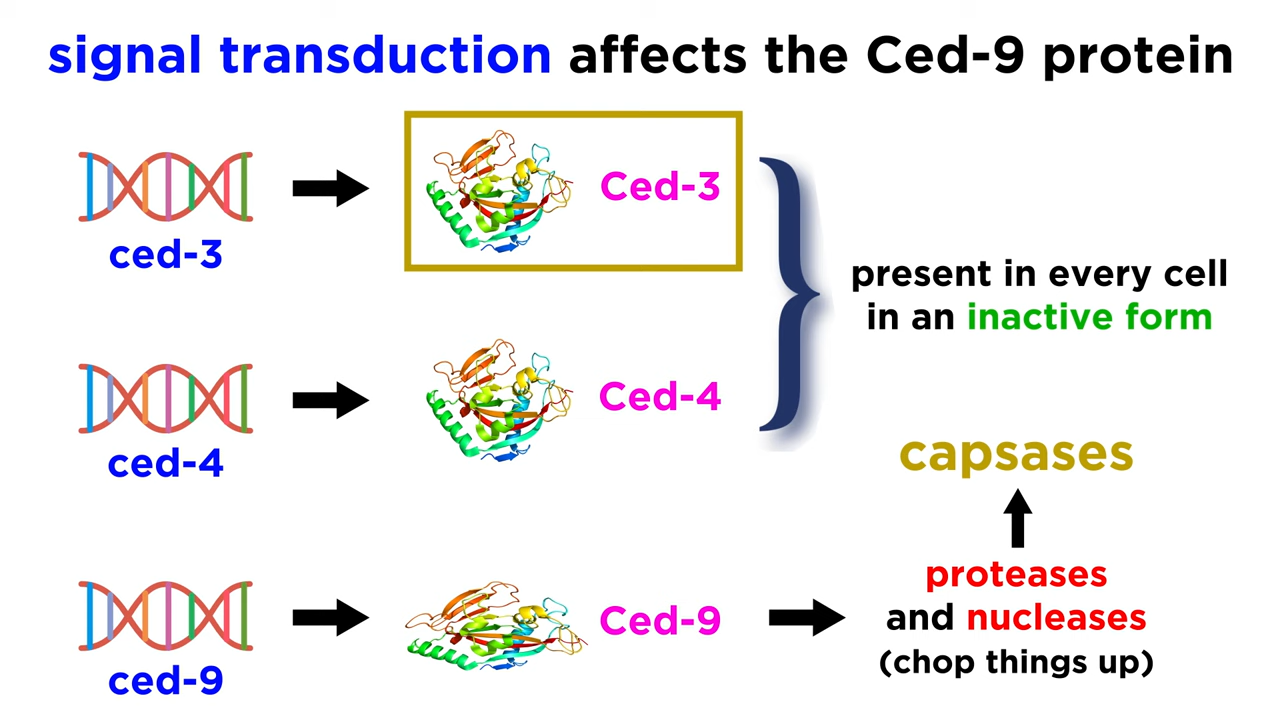 signal transduction affects the Ced-9 protein
ced-3
Ced-3
ced-4
Ced-4
present in every cell
in an inactive form
ced-9
Ced-9
capsases
proteases
and nucleases
(chop things up)